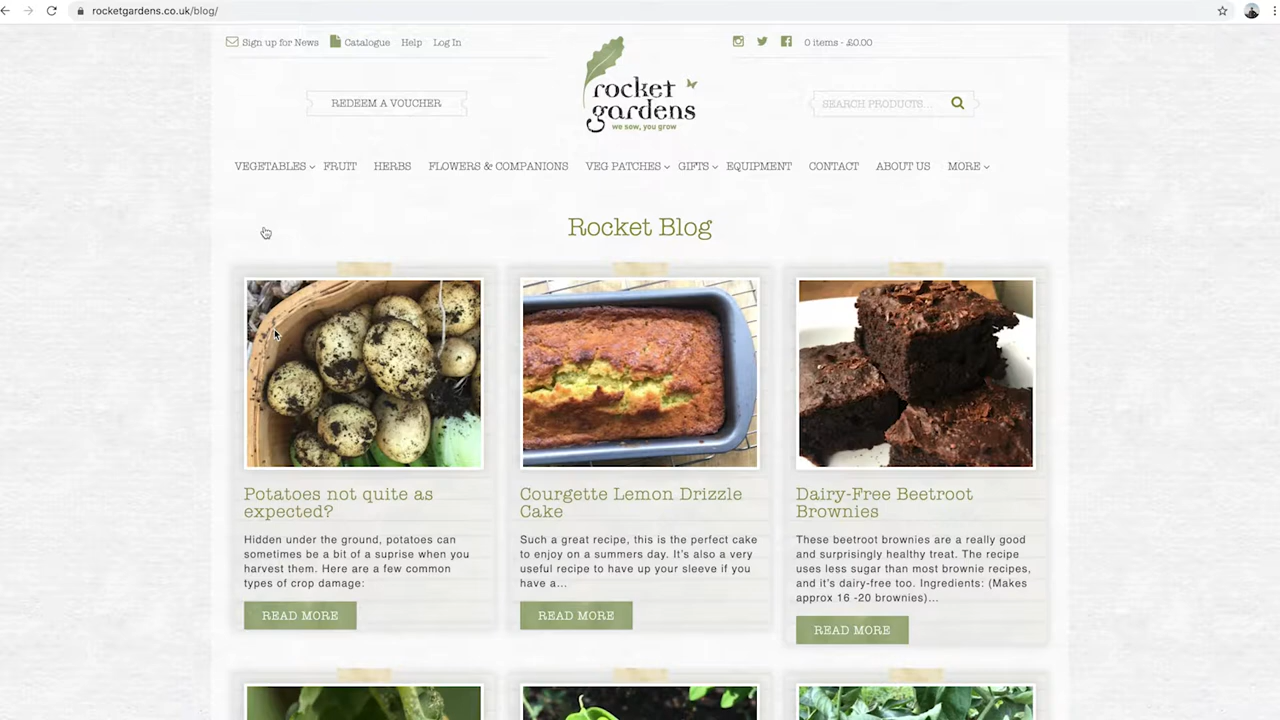 rocketgardens.co.uk/blog/
Sign up for News Catalogue Help Log In
0 items - £0.00
REDEEM A VOUCHER
rocket
gardens
we sow, you grow
SEARCH PRODUCTS...
VEGETABLES FRUIT HERBS FLOWERS & COMPANIONS VEG PATCHES GIFTS EQUIPMENT CONTACT ABOUT US MORE
Rocket Blog
Potatoes not quite as
expected?
Hidden under the ground, potatoes can
sometimes be a bit of a suprise when you
harvest them. Here are a few common
types of crop damage:
READ MORE
Courgette Lemon Drizzle
Cake
Such a great recipe, this is the perfect cake
to enjoy on a summers day. It's also a very
useful recipe to have up your sleeve if you
have a...
READ MORE
Dairy-Free Beetroot
Brownies
These beetroot brownies are a really good
and surprisingly healthy treat. The recipe
uses less sugar than most brownie recipes,
and it's dairy-free too. Ingredients: (Makes
approx 16 -20 brownies)...
READ MORE